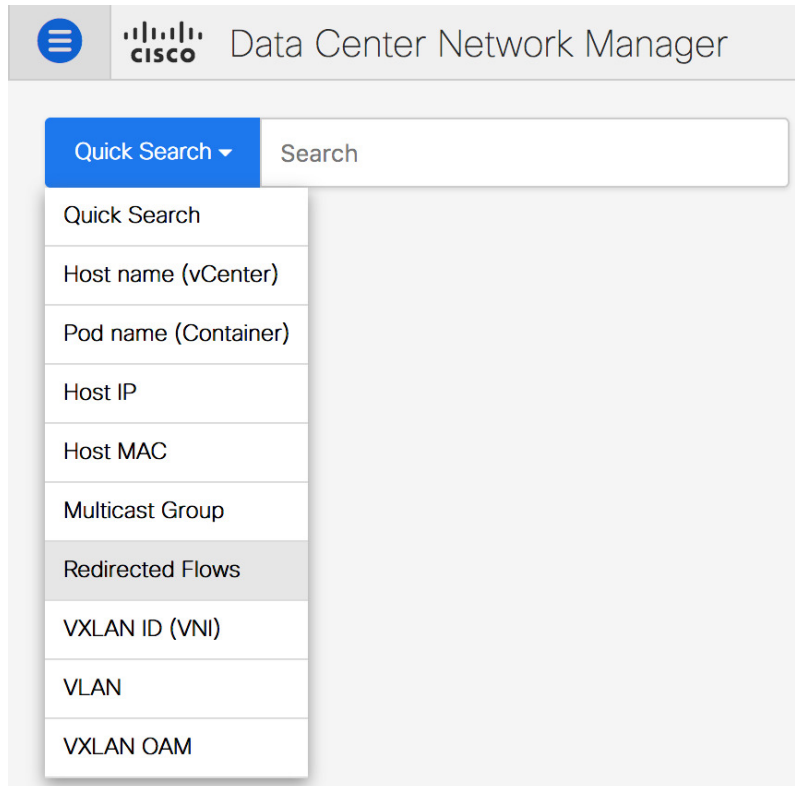 cisco Data Center Network Manager
Quick Search Search
Quick Search
Host name (vCenter)
Pod name (Container)
Host IP
Host MAC
Multicast Group
Redirected Flows
VXLAN ID (VNI)
VLAN
VXLAN OAM